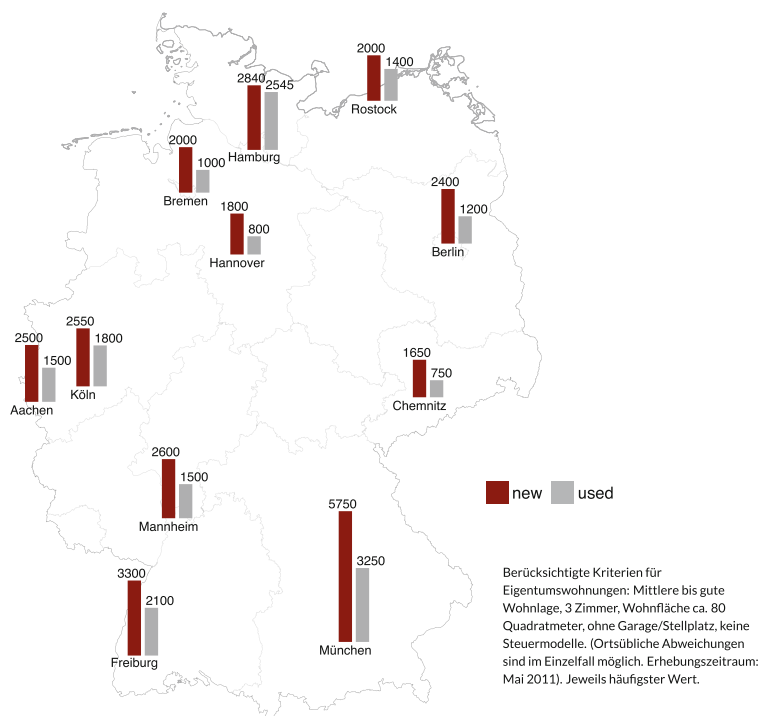 2000
1400
Rostock
2840
2545
Hamburg
2000
1000
Bremen
2400
1200
Berlin
1800
800
Hannover
2550
1800
Köln
2500
1500
Aachen
1650
750
Chemnitz
2600
1500
Mannheim
new used
5750
3250
München
3300
2100
Freiburg
Berücksichtigte Kriterien für
Eigentumswohnungen: Mittlere bis gute
Wohnlage, 3 Zimmer, Wohnfläche ca. 80
Quadratmeter, ohne Garage/Stellplatz, keine
Steuermodelle. (Ortsübliche Abweichungen
sind im Einzelfall möglich. Erhebungszeitraum:
Mai 2011). Jeweils häufigster Wert.